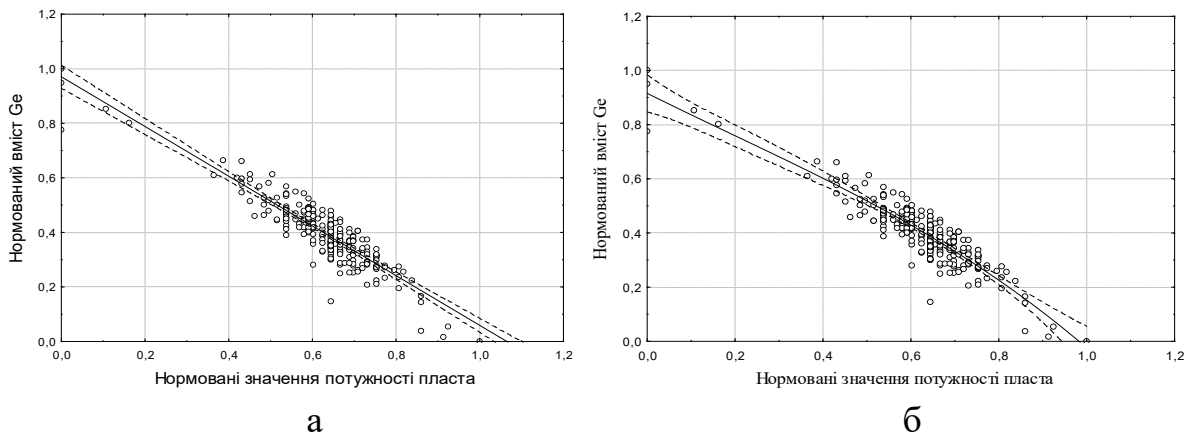 1,2
1,0
0,8
0,6
0,4
0,2
0,0
Нормований вміст Ge
0,0 0,2 0,4 0,6 0,8 1,0 1,2
Нормовані значення потужності пласта
а
1,2
1,0
0,8
0,6
0,4
0,2
0,0
Нормований вміст Ge
0,0 0,2 0,4 0,6 0,8 1,0 1,2
Нормовані значення потужності пласта
б